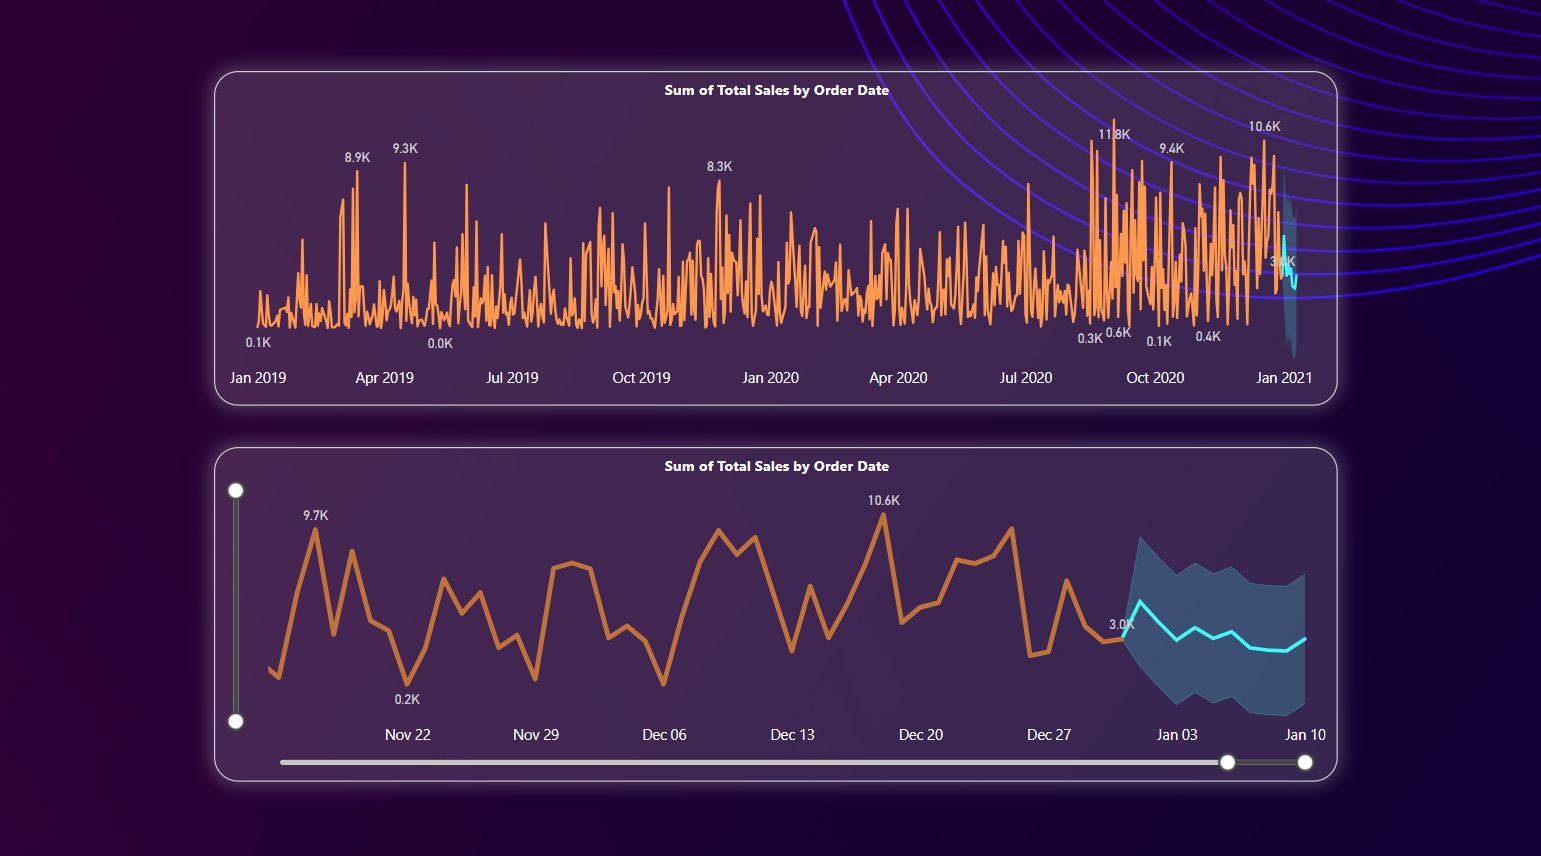 Sum of Total Sales by Order Date
11.8K
10.6K
8.9K
9.3K
9.4K
8.3K
3.0K
0.1K
0.0K
0.3K
0.6K
0.1K
0.4K
Jan 2019 Apr 2019 Jul 2019 Oct 2019 Jan 2020 Apr 2020 Jul 2020 Oct 2020 Jan 2021
Sum of Total Sales by Order Date
10.6K
9.7K
3.0K
0.2K
Nov 22 Nov 29 Dec 06 Dec 13 Dec 20 Dec 27 Jan 03 Jan 10